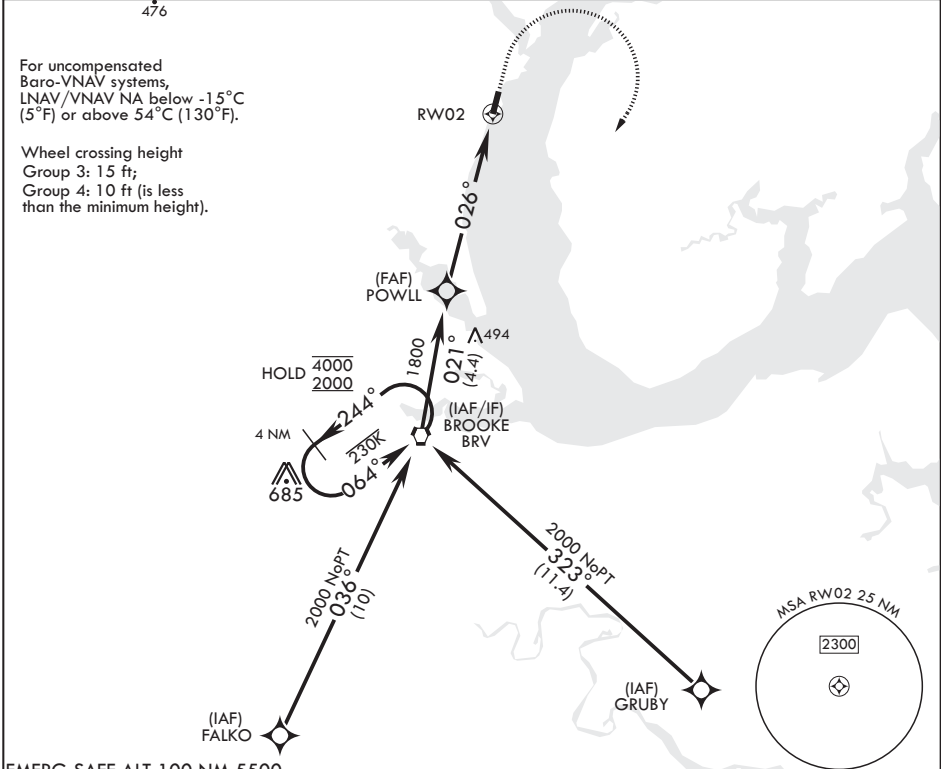 476
For uncompensated
Baro-VNAV systems,
LNAV/VNAV NA below -15°C
(5°F) or above 54°C (130°F).
RW02
Wheel crossing height
Group 3: 15 ft;
Group 4: 10 ft (is less
than the minimum height).
026°
(FAF)
POWLL
494
1800
021°
(4.4)
HOLD 4000
2000
244°
(IAF/IF)
BROOKE
BRV
4 NM
230K
064°
685
2000 NoPT
323°
(11.4)
2000 NoPT
036°
(10)
MSA RW02 25 NM
2300
(IAF)
GRUBY
(IAF)
FALKO
EMERG SAFE ALT 100 NM 5500